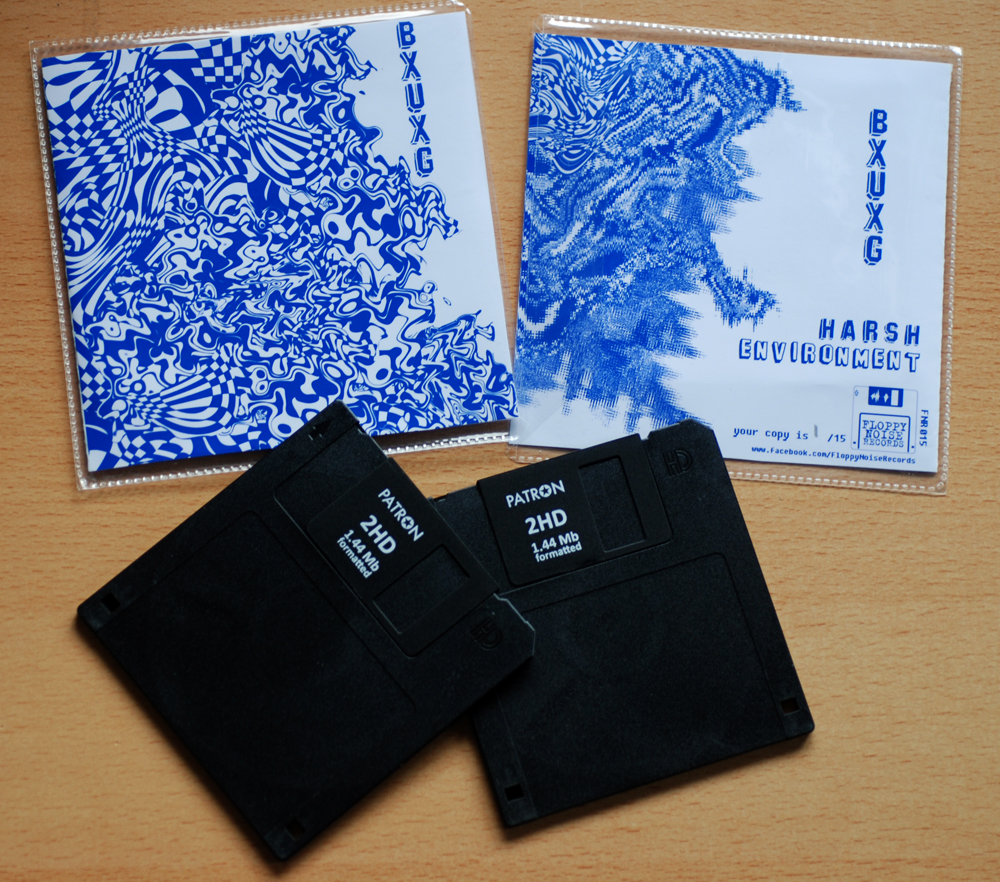 BXUXG
BXUXG
HARSH
ENVIRONMENT
your copy is /15
www.facebook.com/FloppyNoiseRecords
FLOPPY
NOISE
RECORDS
FNR015
PATRON
2HD
1.44 Mb
formatted
HD
PATRON
2HD
1.44 Mb
formatted
HD